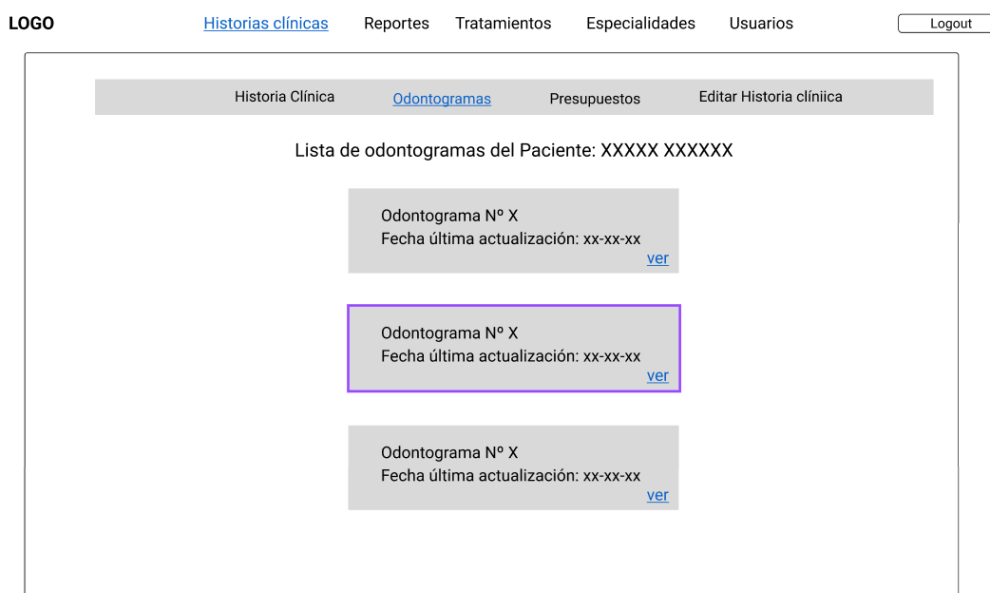 LOGO Historias clínicas Reportes Tratamientos Especialidades Usuarios Logout
Historia Clínica Odontogramas Presupuestos Editar Historia clíniica
Lista de odontogramas del Paciente: XXXXX XXXXXX
Odontograma Nº X
Fecha última actualización: xx-xx-xx
ver
Odontograma Nº X
Fecha última actualización: xx-xx-xx
ver
Odontograma Nº X
Fecha última actualización: xx-xx-xx
ver